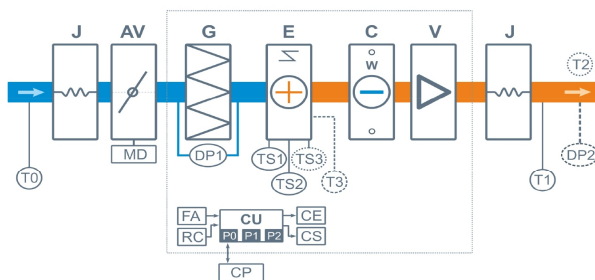 J AV G E C V J
W
T2
MD
DP1
TS1 TS3
TS2
T3
T0
T1
DP2
FA CU CE
RC P0 P1 P2 CS
CP